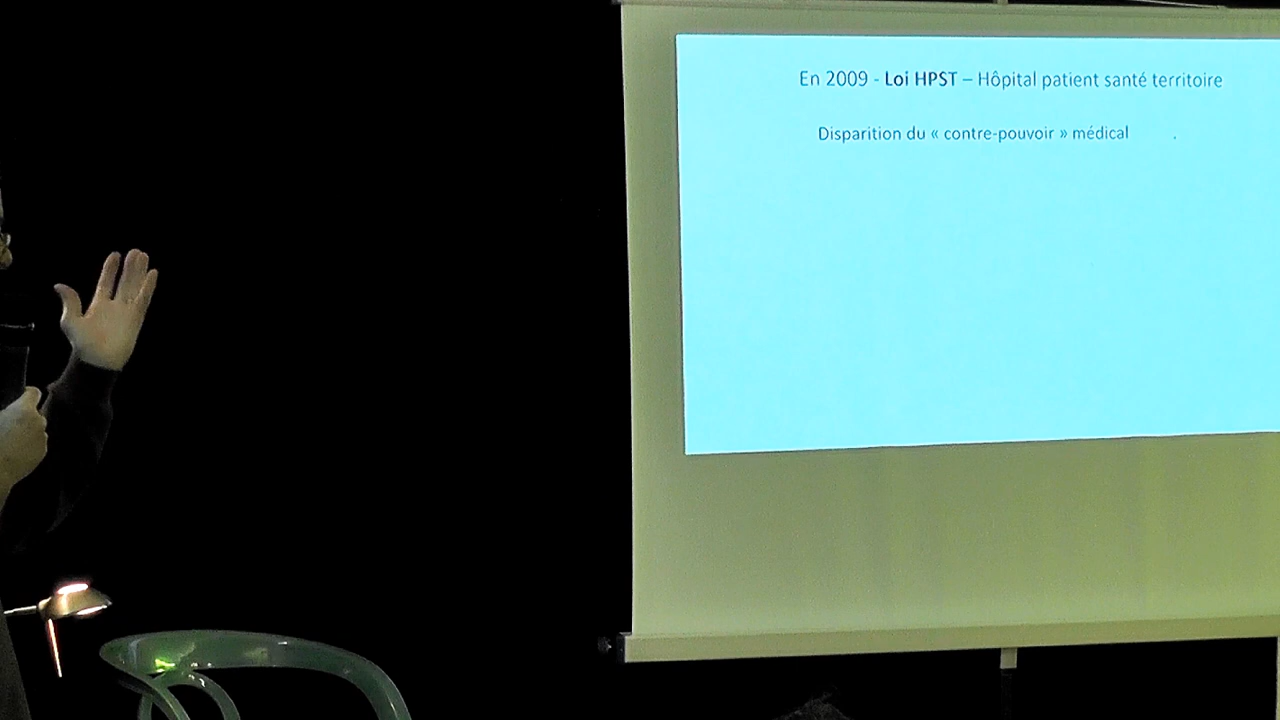 En 2009 - Loi HPST – Hôpital patient santé territoire
Disparition du « contre-pouvoir » médical .